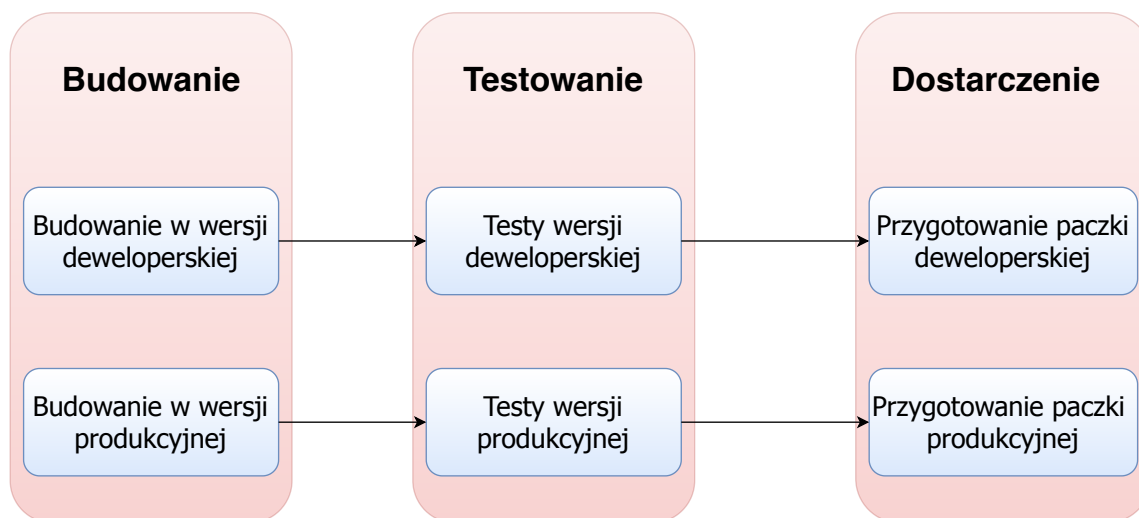 Budowanie
Testowanie
Dostarczenie
Budowanie w wersji
deweloperskiej
Testy wersji
deweloperskiej
Przygotowanie paczki
deweloperskiej
Budowanie w wersji
produkcyjnej
Testy wersji
produkcyjnej
Przygotowanie paczki
produkcyjnej